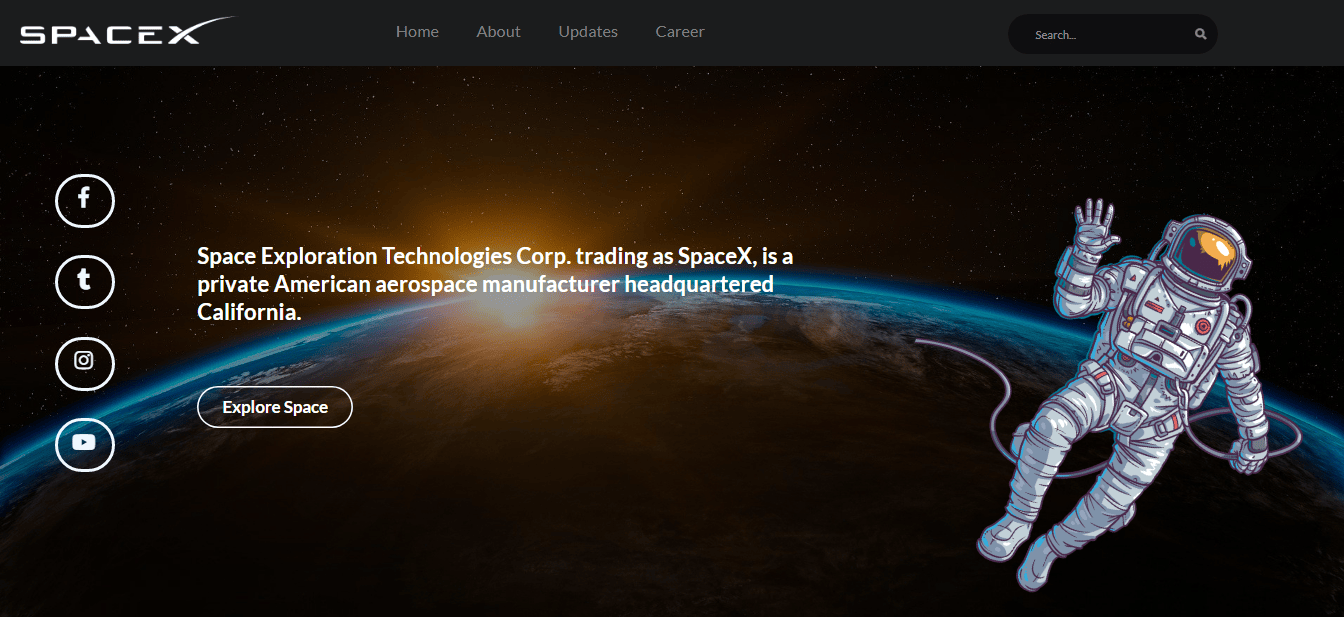 SPACEX
Home
About
Updates
Career
Search...
Space Exploration Technologies Corp. trading as SpaceX, is a
private American aerospace manufacturer headquartered
California.
Explore Space